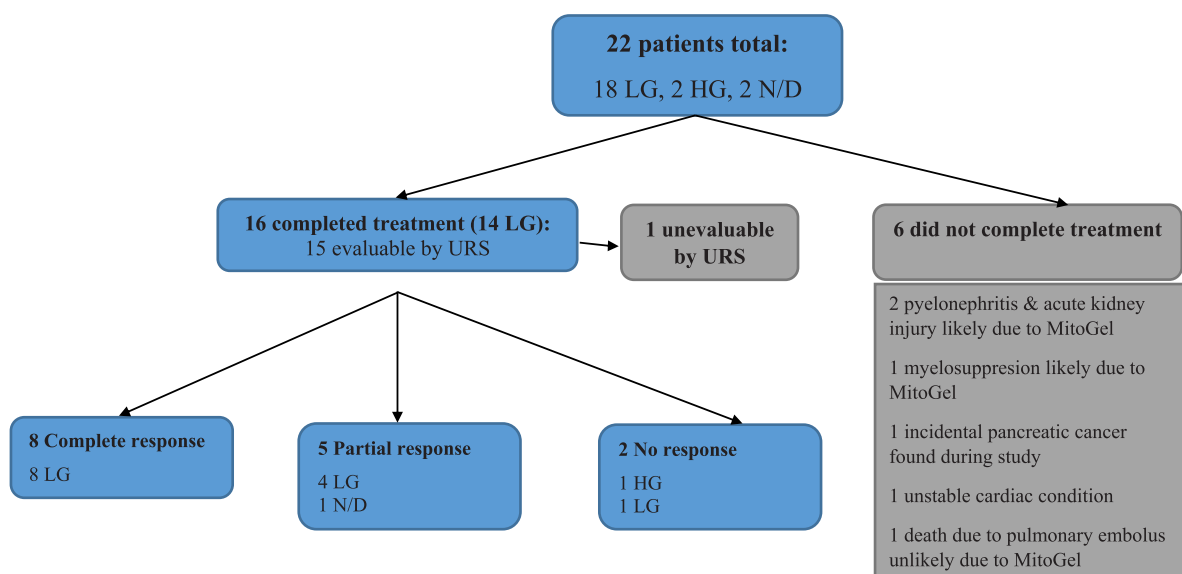 22 patients total:
18 LG, 2 HG, 2 N/D
16 completed treatment (14 LG):
15 evaluable by URS
1 unevaluable
by URS
6 did not complete treatment
2 pyelonephritis & acute kidney
injury likely due to MitoGel
1 myelosuppresion likely due to
MitoGel
1 incidental pancreatic cancer
found during study
1 unstable cardiac condition
1 death due to pulmonary embolus
unlikely due to MitoGel
8 Complete response
8 LG
5 Partial response
4 LG
1 N/D
2 No response
1 HG
1 LG